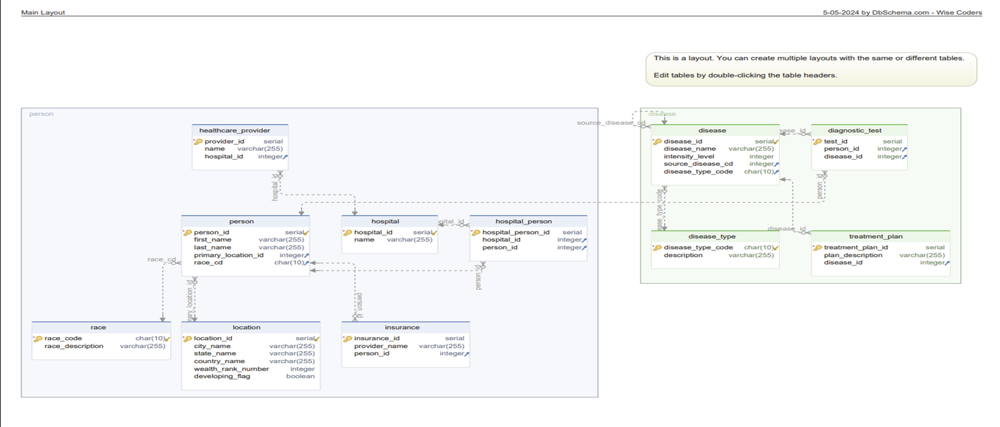 Main Layout
5-05-2024 by DbSchema.com - Wise Coders
This is a layout. You can create multiple layouts with the same or different tables.
Edit tables by double-clicking the table headers.
person
healthcare_provider
provider_id serial
name varchar(255)
hospital_id integer
hospital_id
person
person_id serial
first_name varchar(255)
last_name varchar(255)
primary_location_id integer
race_cd char(10)
hospital
hospital_id serial
name varchar(255)
pital_id
hospital_person
hospital_person_id serial
hospital_id integer
person_id integer
race_cd
mary_location_id
person_id
person_id
race
race_code char(10)
race_description varchar(255)
location
location_id serial
city_name varchar(255)
state_name varchar(255)
country_name varchar(255)
wealth_rank_number integer
developing_flag boolean
insurance
insurance_id serial
provider_name varchar(255)
person_id integer
disease
source_disease_cd
disease
disease_id serial
disease_name varchar(255)
intensity_level integer
source_disease_cd integer
disease_type_code char(10)
ease_id
diagnostic_test
test_id serial
person_id integer
disease_id integer
ease_type_code
person_id
disease_id
disease_type
disease_type_code char(10)
description varchar(255)
treatment_plan
treatment_plan_id serial
plan_description varchar(255)
disease_id integer